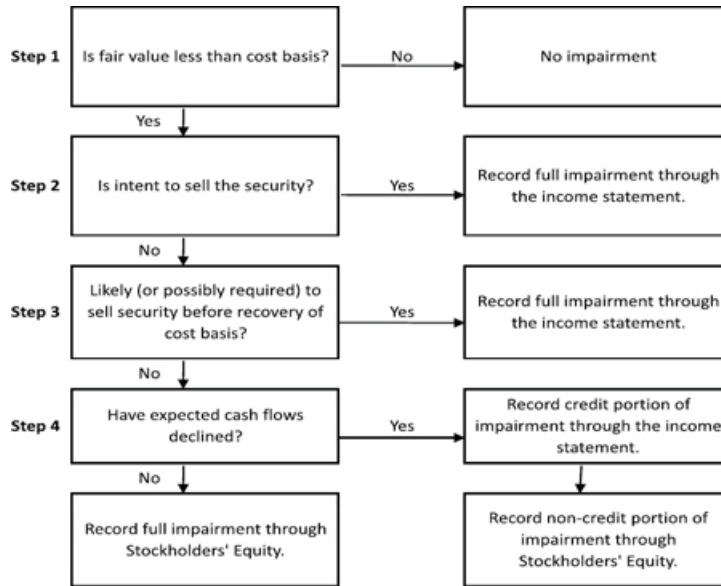 Step 1
Is fair value less than cost basis?
No
No impairment
Yes
Step 2
Is intent to sell the security?
Yes
Record full impairment through
the income statement.
No
Step 3
Likely (or possibly required) to
sell security before recovery of
cost basis?
Yes
Record full impairment through
the income statement.
No
Step 4
Have expected cash flows
declined?
Yes
Record credit portion of
impairment through the income
statement.
No
Record full impairment through
Stockholders' Equity.
Record non-credit portion of
impairment through
Stockholders' Equity.